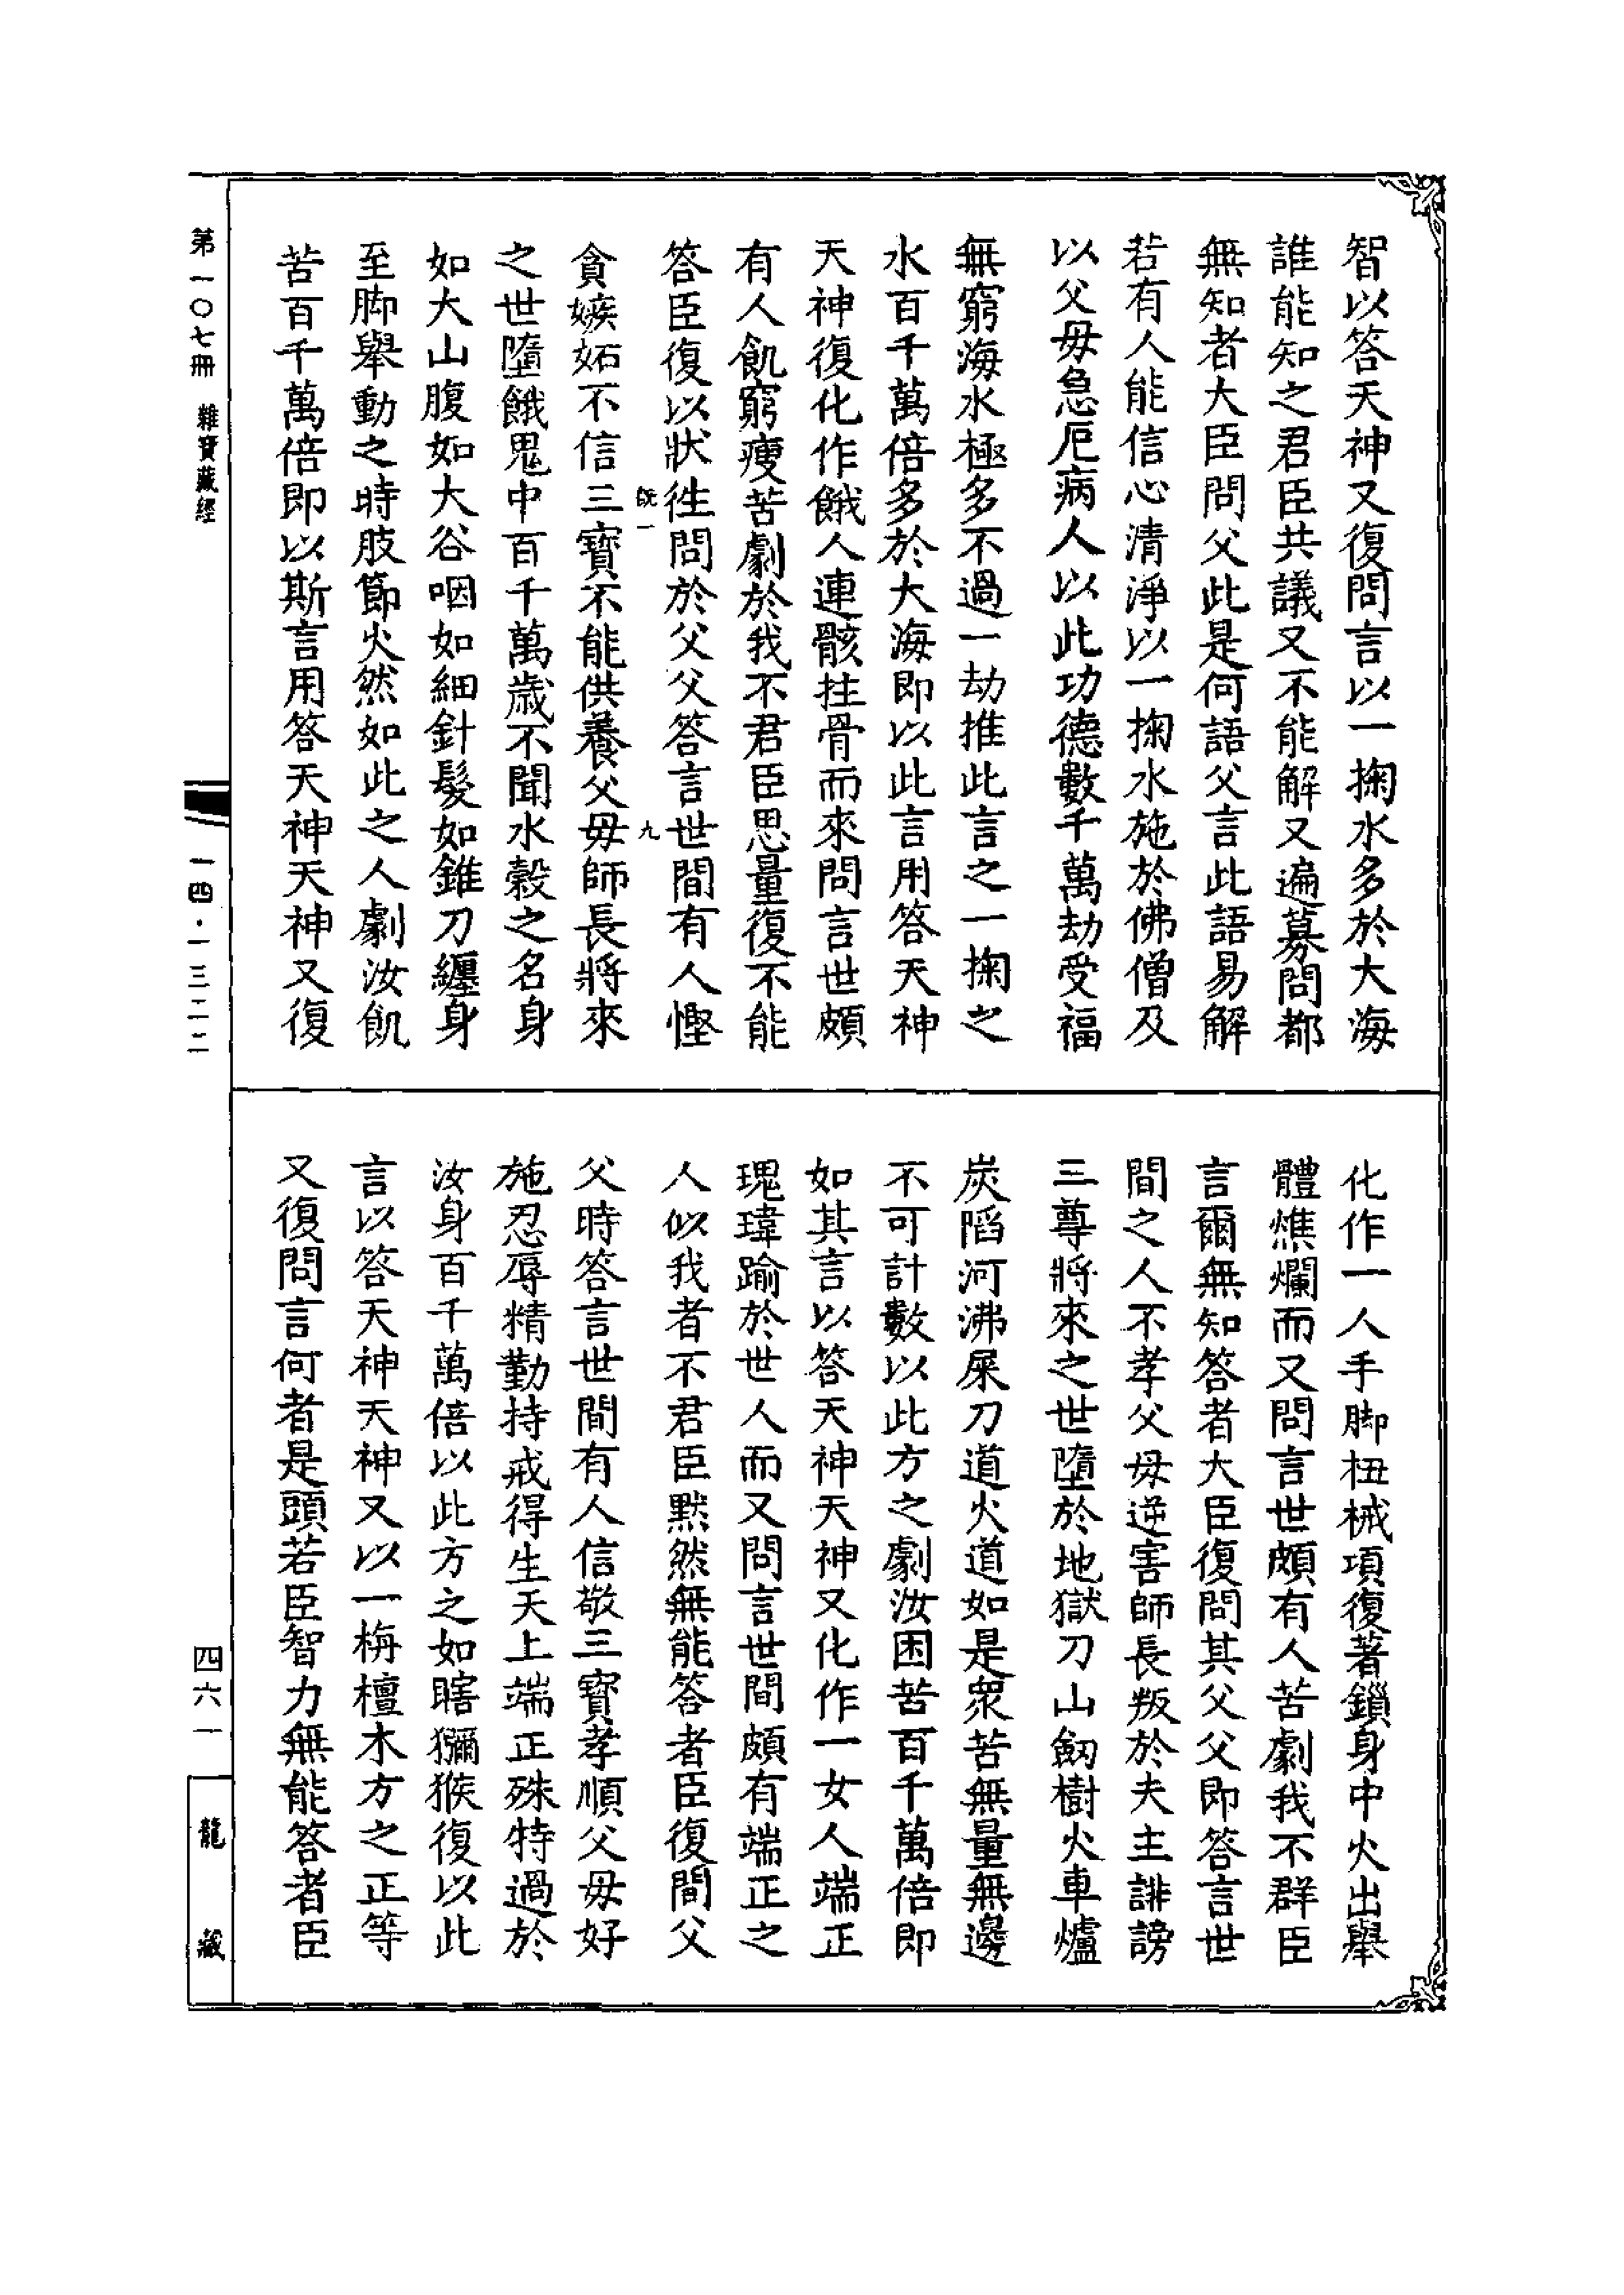 智以答天神又復問言以一掬水多於大海
誰能知之君臣共議又不能解又遍募問都
無知者大臣問父此是何語父言此語易解
若有人能信心清淨以一掬水施於佛僧及
以父母急厄病人以此功德數千萬劫受福
無窮海水極多不過一劫推此言之一掬之
水百千萬倍多於大海即以此言用答天神
天神復化作餓人連骸拄骨而來問言世頗
有人飢窮瘦苦劇於我不君臣思量復不能
答臣復以狀往問於父父答言世間有人慳
旣一 九
貪嫉妬不信三寶不能供養父母師長將來
之世墮餓鬼中百千萬歲不聞水穀之名身
如大山腹如大谷咽如細針髮如錐刀纏身
至脚舉動之時肢節火然如此之人劇汝飢
苦百千萬倍即以斯言用答天神天神又復
化作一人手脚杻械項復著鎖身中火出舉
體燋爛而又問言世頗有人苦劇我不群臣
言爾無知答者大臣復問其父父即答言世
間之人不孝父母逆害師長叛於夫主誹謗
三尊將來之世墮於地獄刀山劒樹火車爐
炭陷河沸屎刀道火道如是眾苦無量無邊
不可計數以此方之劇汝困苦百千萬倍即
如其言以答天神天神又化作一女人端正
瑰瑋踰於世人而又問言世間頗有端正之
人似我者不君臣默然無能答者臣復問父
父時答言世間有人信敬三寶孝順父母好
施忍辱精勤持戒得生天上端正殊特過於
汝身百千萬倍以此方之如瞎獼猴復以此
言以答天神天神又以一栴檀木方之正等
又復問言何者是頭若臣智力無能答者臣
第一〇七冊 雜寶藏經
一四·一三二二
四六一
龍藏